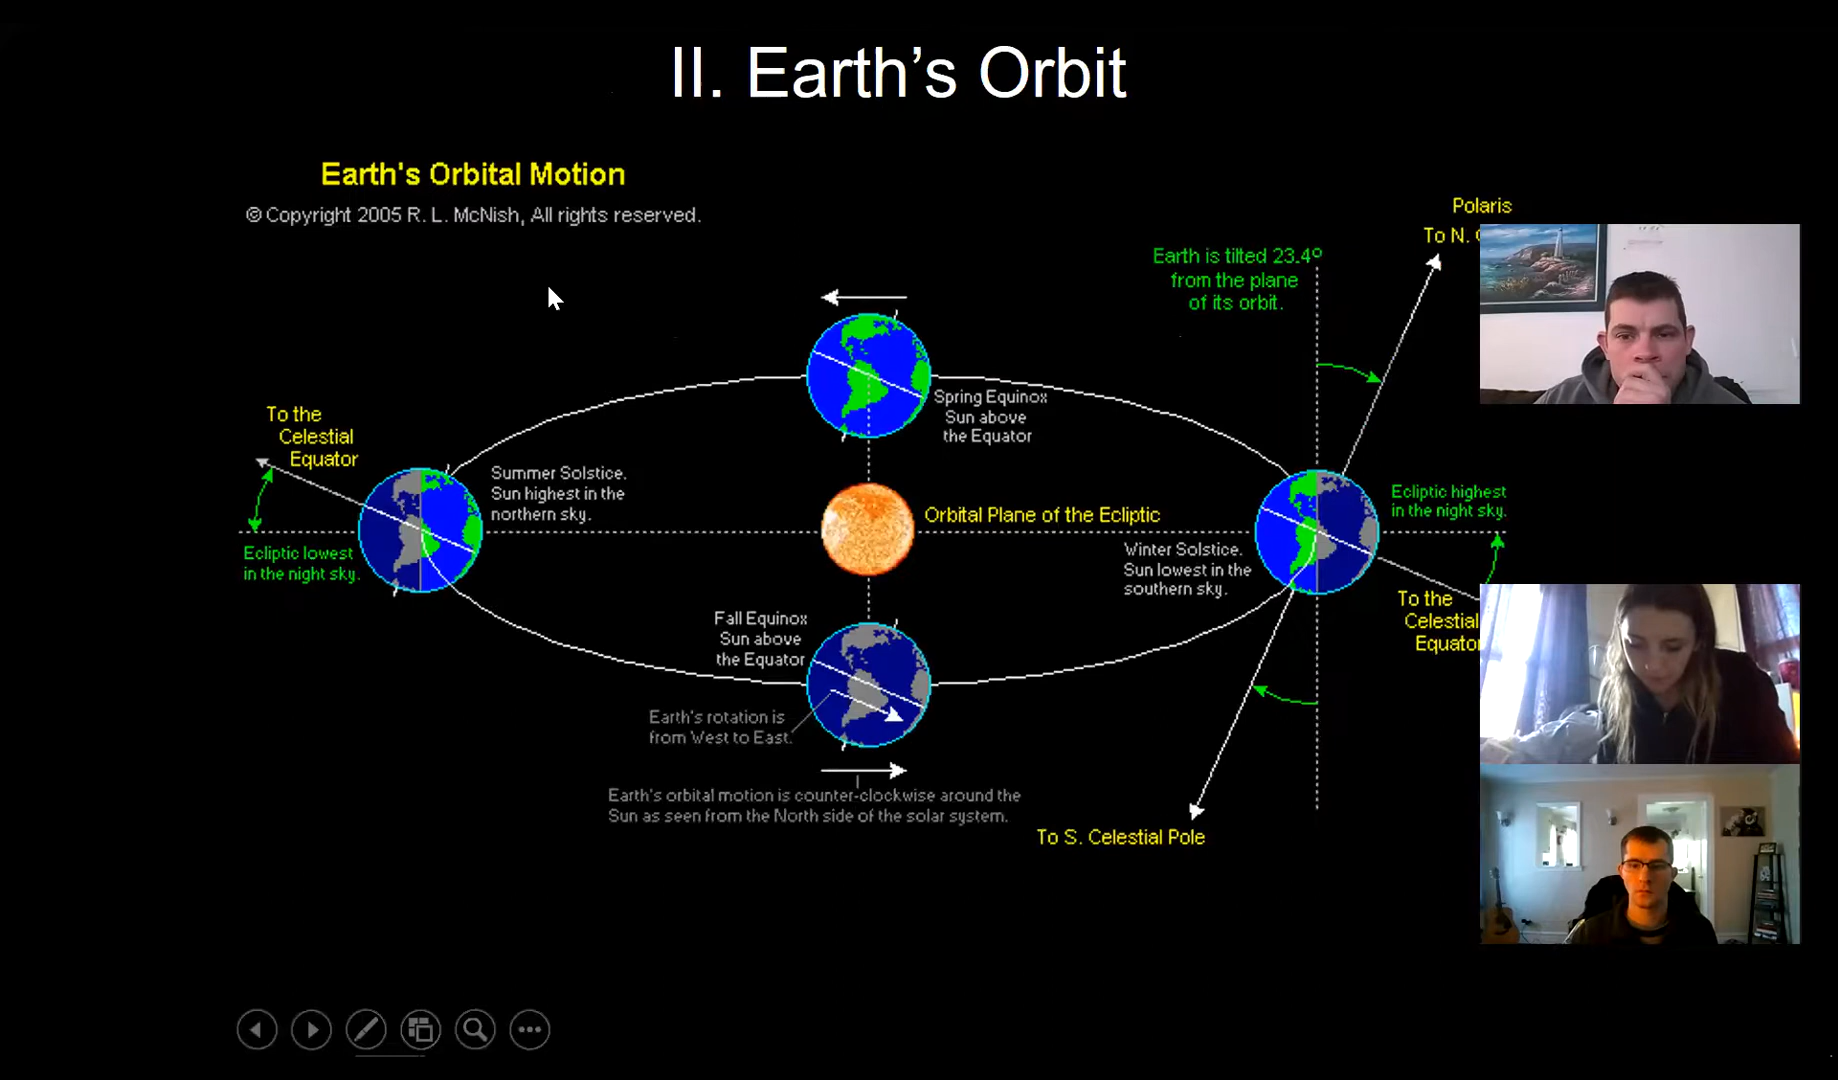 II. Earth’s Orbit
Earth's Orbital Motion
© Copyright 2005 R. L. McNish, All rights reserved.
Polaris
To N.
Earth is tilted 23.4º
from the plane
of its orbit.
Spring Equinox
Sun above
the Equator
To the
Celestial
Equator
Summer Solstice.
Sun highest in the
northern sky.
Ecliptic highest
in the night sky.
Orbital Plane of the Ecliptic
Ecliptic lowest
in the night sky.
Winter Solstice.
Sun lowest in the
southern sky.
To the
Celestial
Fall Equinox
Sun above
the Equator
Earth's rotation is
from West to East.
Earth's orbital motion is counter-clockwise around the
Sun as seen from the North side of the solar system.
To S. Celestial Pole